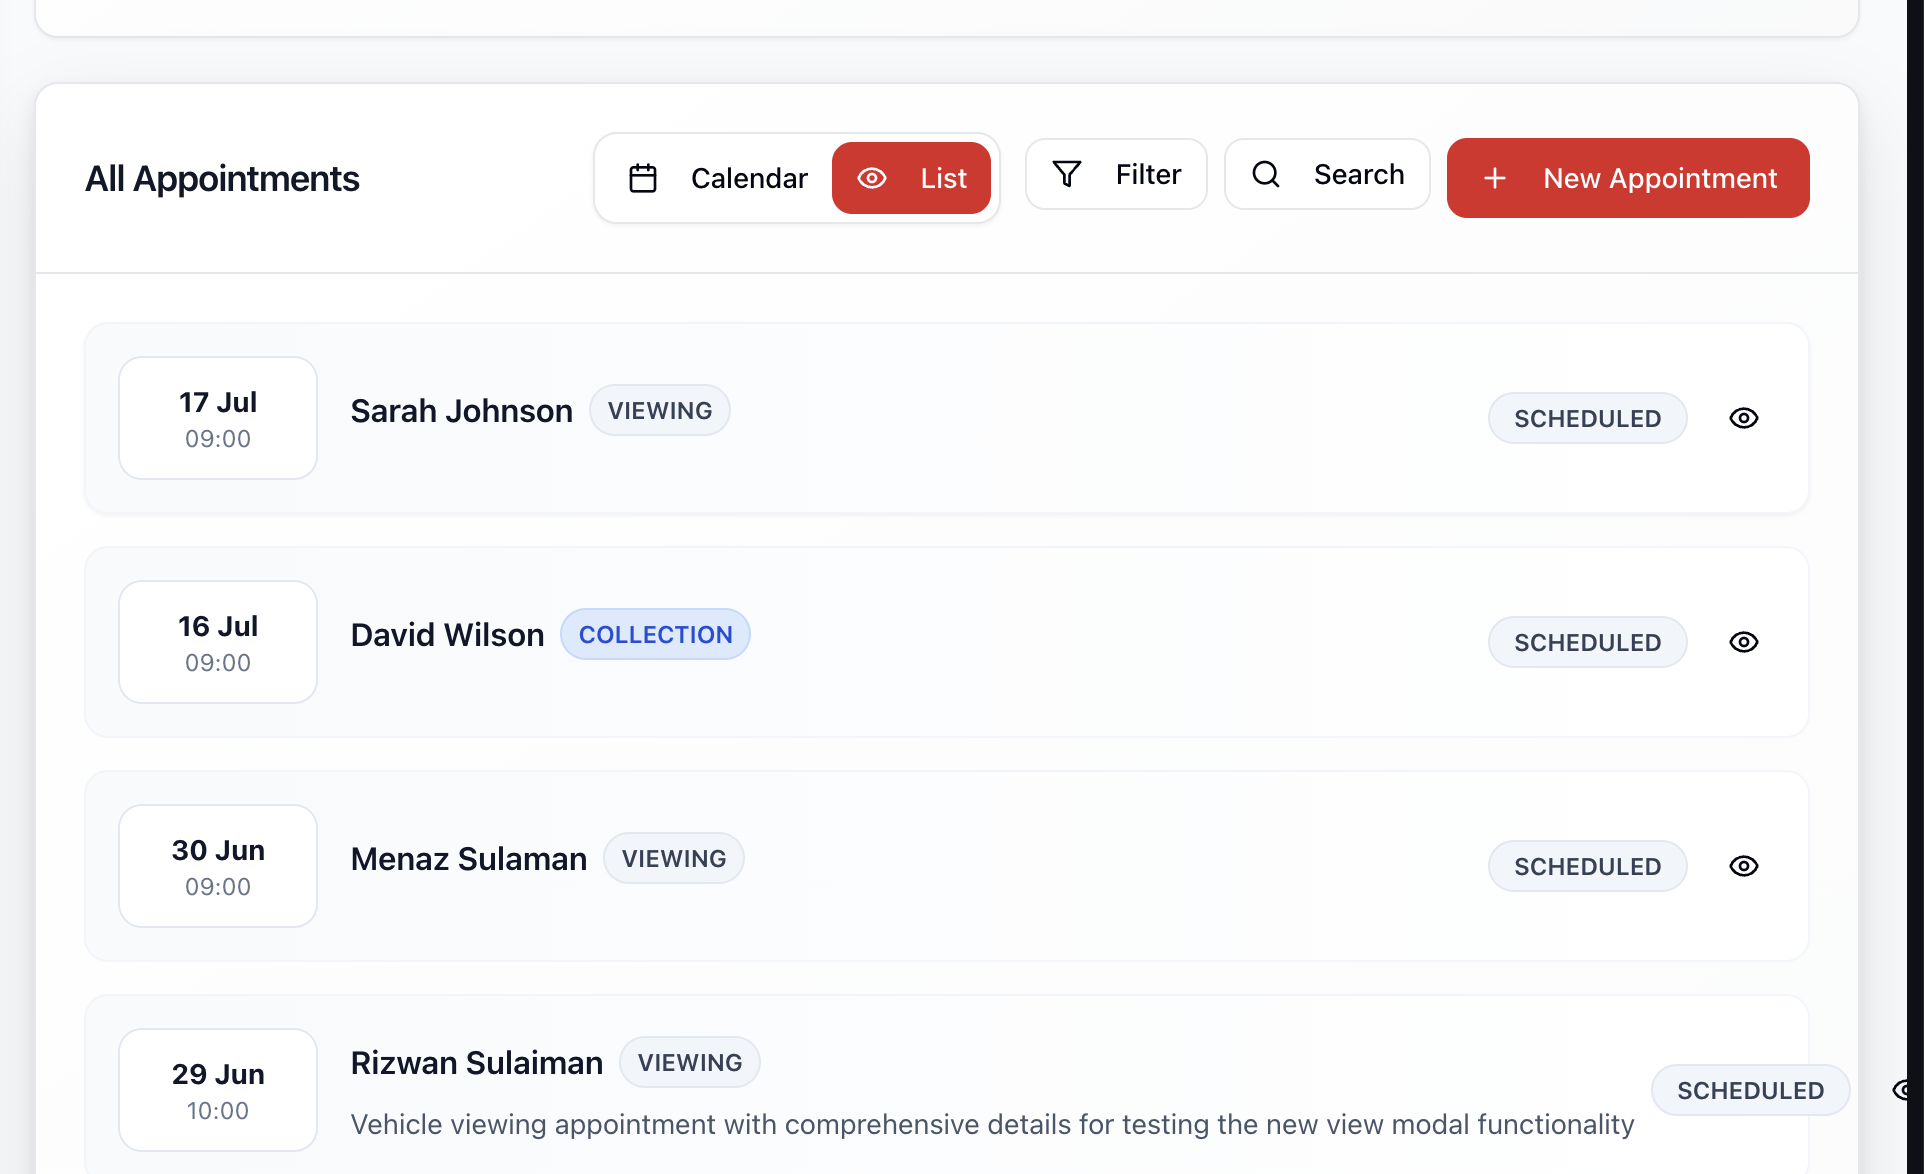 All Appointments
Calendar
List
Filter
Search
New Appointment
17 Jul
09:00
Sarah Johnson
VIEWING
SCHEDULED
16 Jul
09:00
David Wilson
COLLECTION
SCHEDULED
30 Jun
09:00
Menaz Sulaman
VIEWING
SCHEDULED
29 Jun
10:00
Rizwan Sulaiman
VIEWING
Vehicle viewing appointment with comprehensive details for testing the new view modal functionality
SCHEDULED